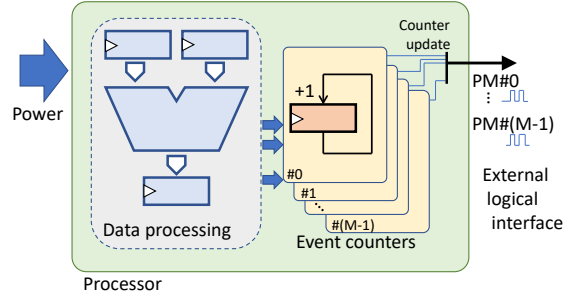 Counter
update
PM#0
⋮
PM#(M-1)
External
logical
interface
Power
+1
#0
#1
⋱
#(M-1)
Data processing
Event counters
Processor